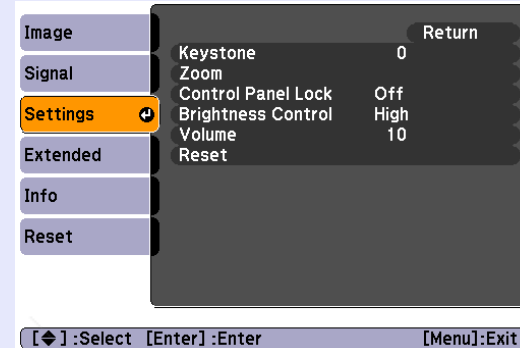 Image
Signal
Settings
Extended
Info
Reset
Return
Keystone 0
Zoom
Control Panel Lock Off
Brightness Control High
Volume 10
Reset
[◆] :Select [Enter] :Enter [Menu]:Exit